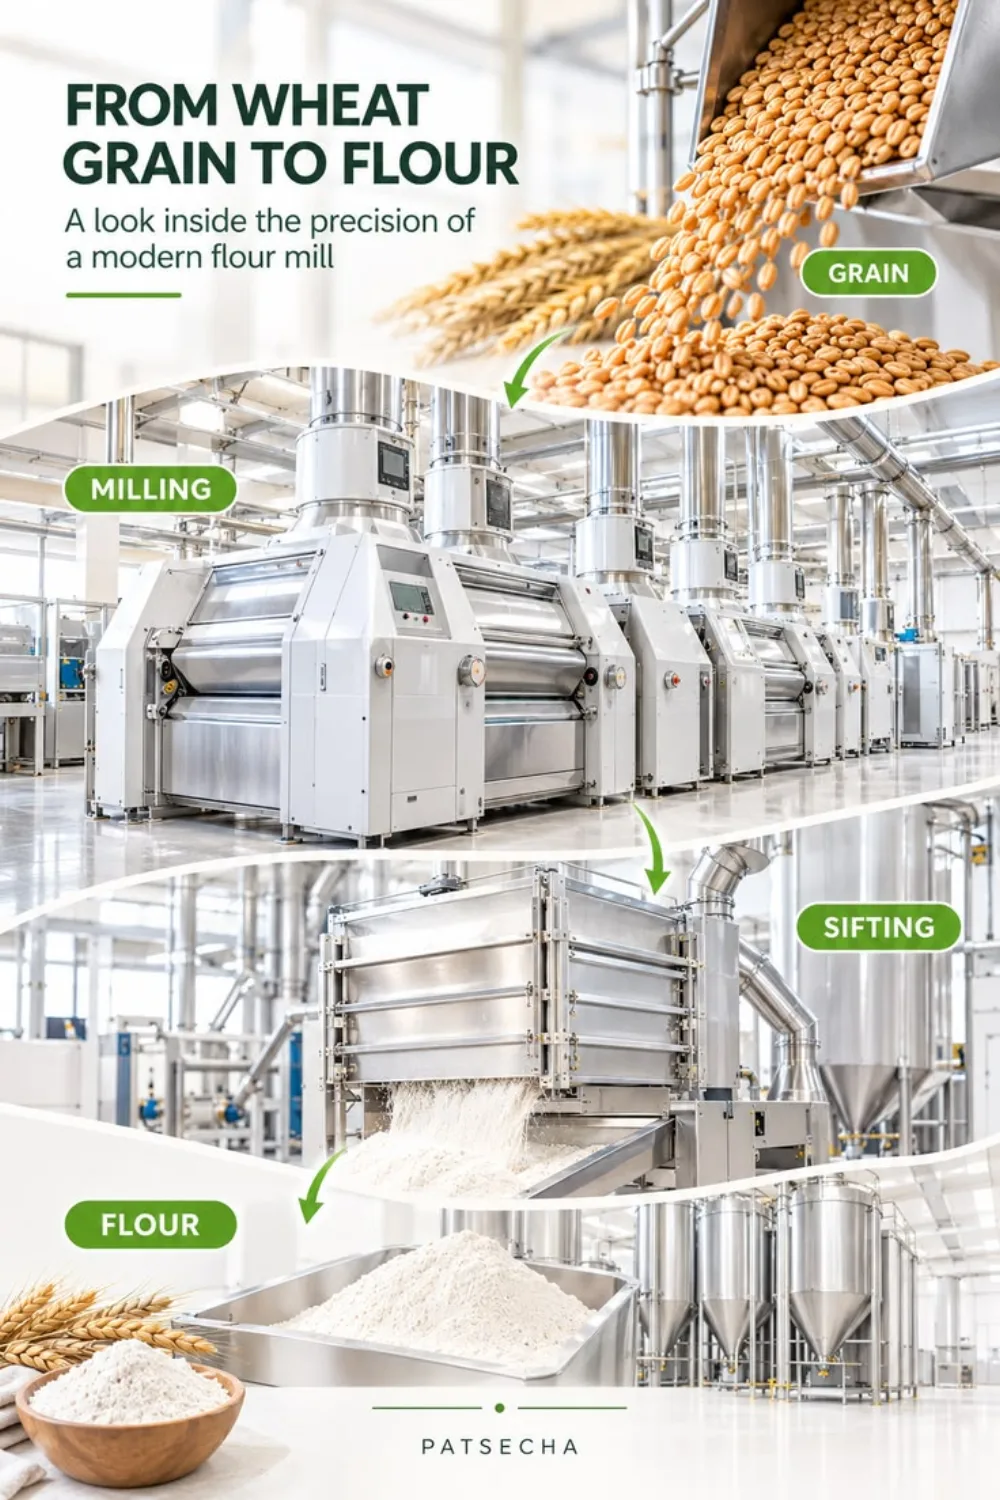 FROM WHEAT
GRAIN TO FLOUR
A look inside the precision of
a modern flour mill
GRAIN
MILLING
SIFTING
FLOUR
PATSECHA